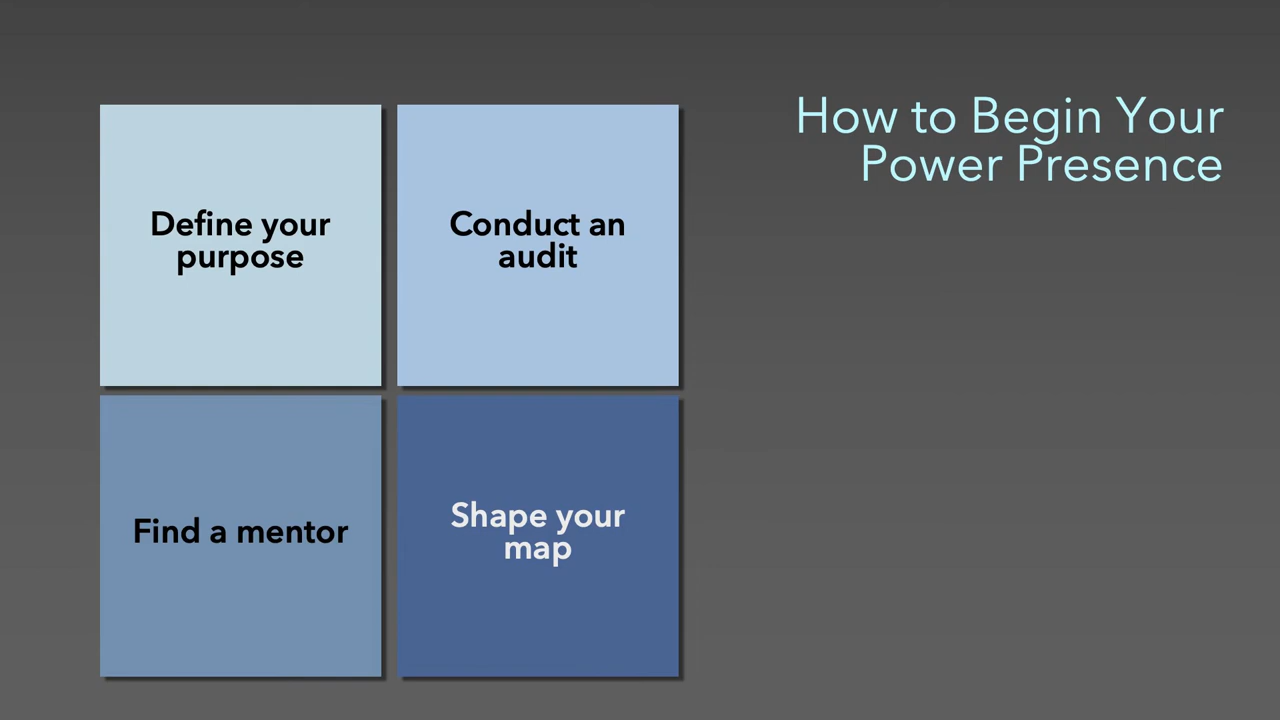 How to Begin Your
Power Presence
Define your
purpose
Conduct an
audit
Find a mentor
Shape your
map